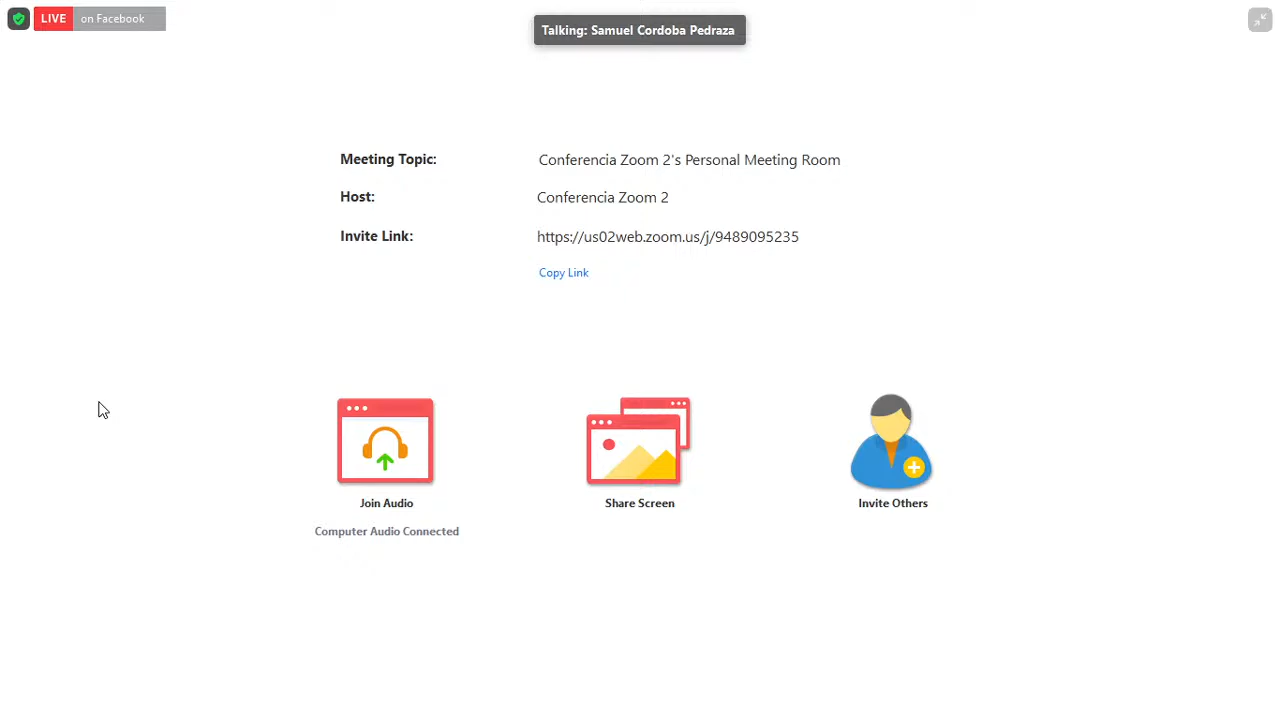 LIVE on Facebook
Talking: Samuel Cordoba Pedraza
Meeting Topic: Conferencia Zoom 2's Personal Meeting Room
Host: Conferencia Zoom 2
Invite Link: https://us02web.zoom.us/j/9489095235
Copy Link
Join Audio Share Screen Invite Others
Computer Audio Connected